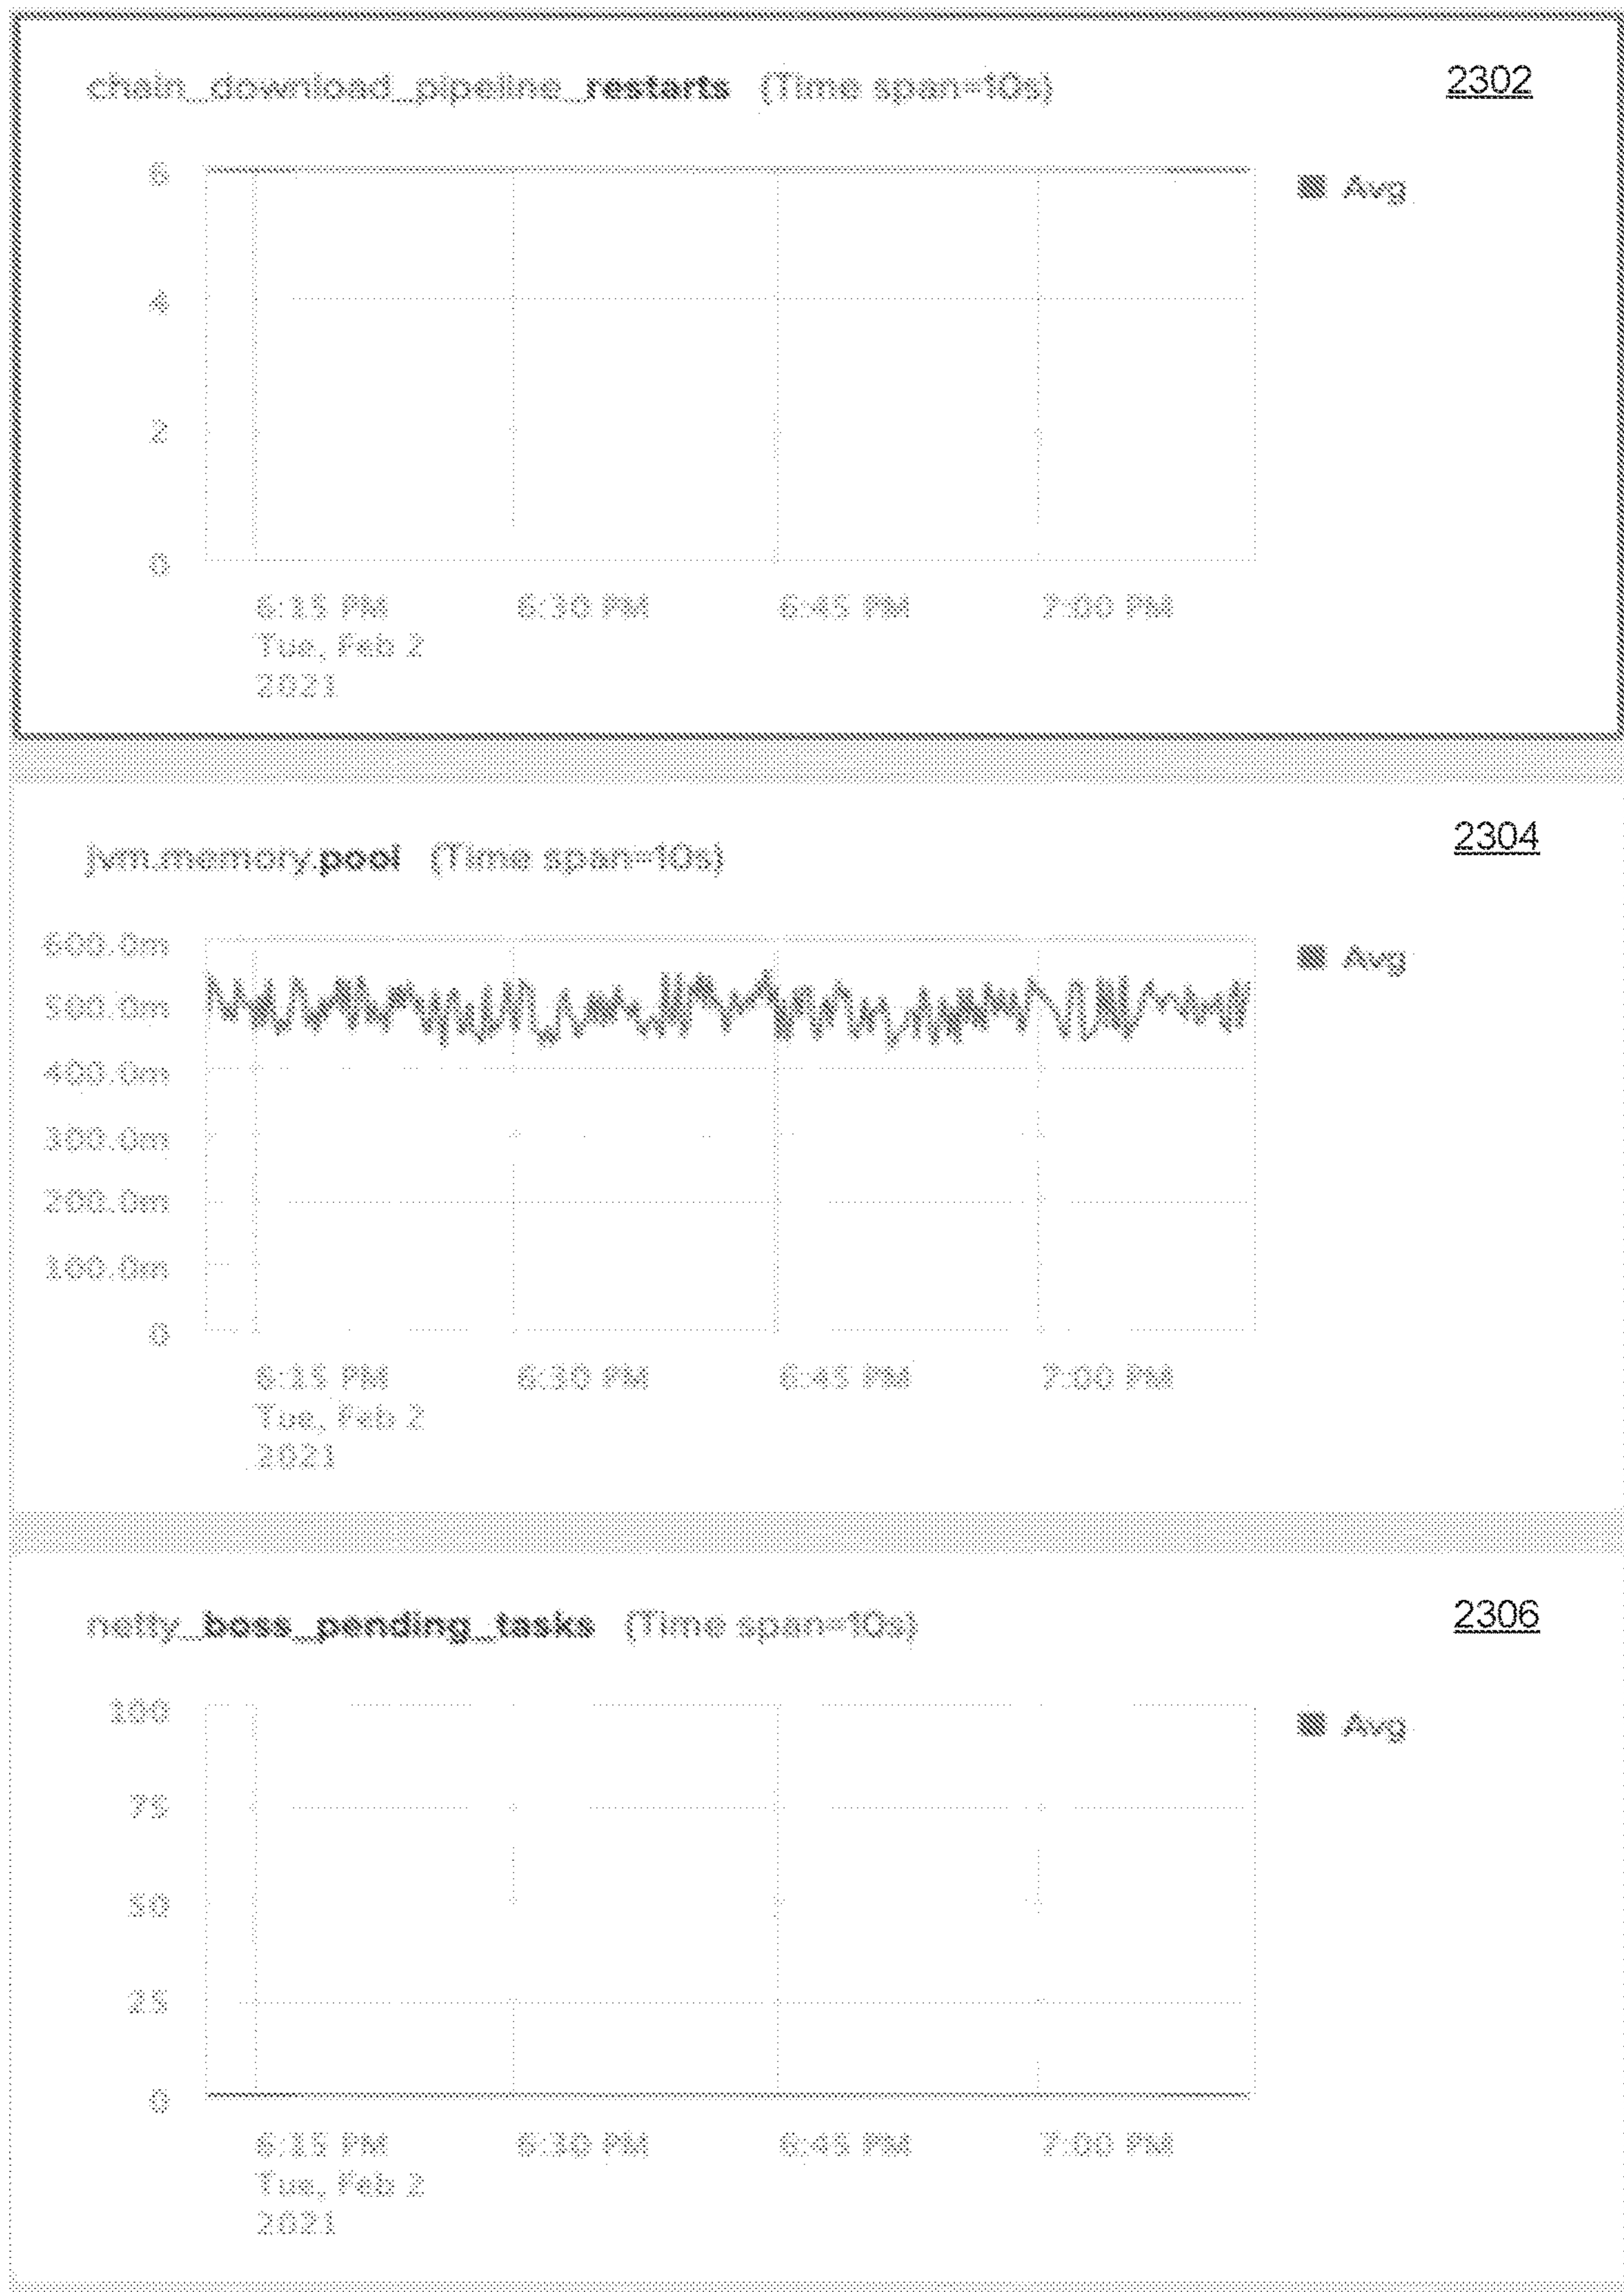 chain_download_pipeline_restarts (Time span=10s) 2302
6 Avg
4
2
0
6:15 PM 6:30 PM 6:45 PM 7:00 PM
Tue, Feb 2
2021
jvm.memory.pool (Time span=10s) 2304
600.0m Avg
500.0m
400.0m
300.0m
200.0m
100.0m
0
6:15 PM 6:30 PM 6:45 PM 7:00 PM
Tue, Feb 2
2021
netty_boss_pending_tasks (Time span=10s) 2306
100 Avg
75
50
25
0
6:15 PM 6:30 PM 6:45 PM 7:00 PM
Tue, Feb 2
2021